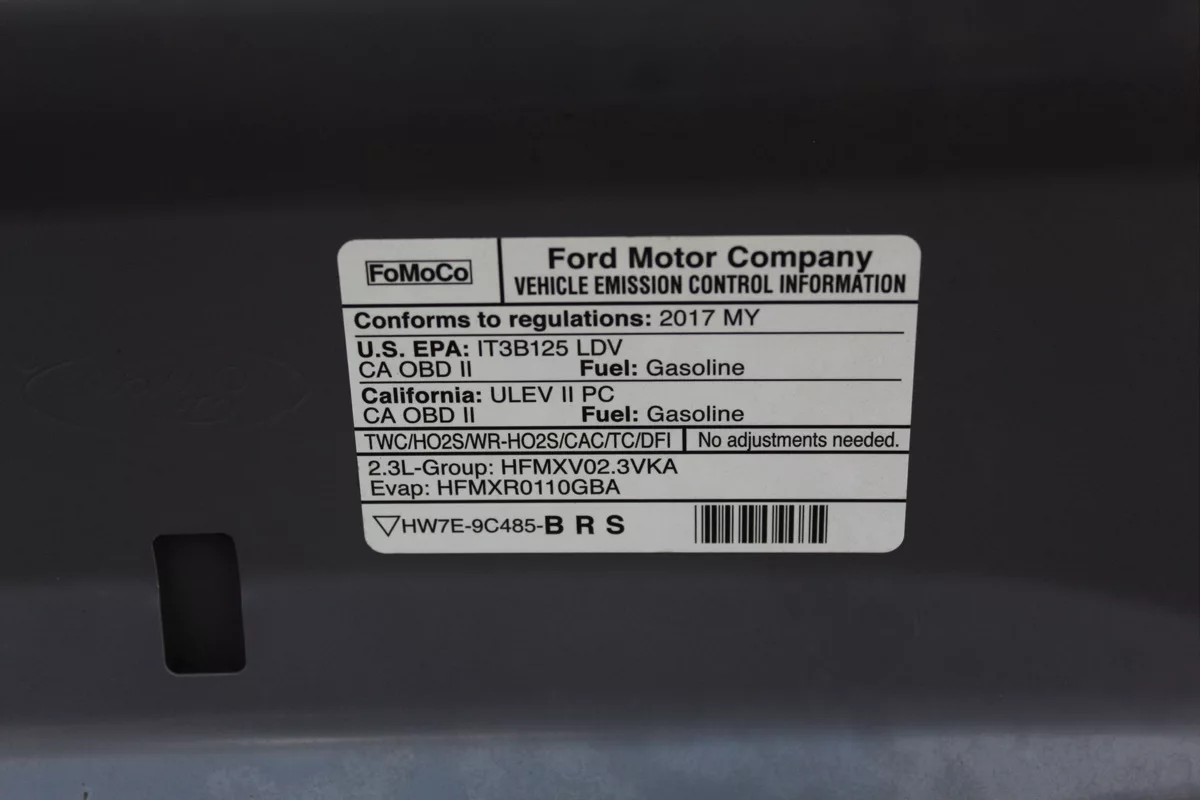 FoMoCo
Ford Motor Company
VEHICLE EMISSION CONTROL INFORMATION
Conforms to regulations: 2017 MY
U.S. EPA: IT3B125 LDV
CA OBD II Fuel: Gasoline
California: ULEV II PC
CA OBD II Fuel: Gasoline
TWC/HO2S/WR-HO2S/CAC/TC/DFI No adjustments needed.
2.3L-Group: HFMXV02.3VKA
Evap: HFMXR0110GBA
HW7E-9C485-B R S